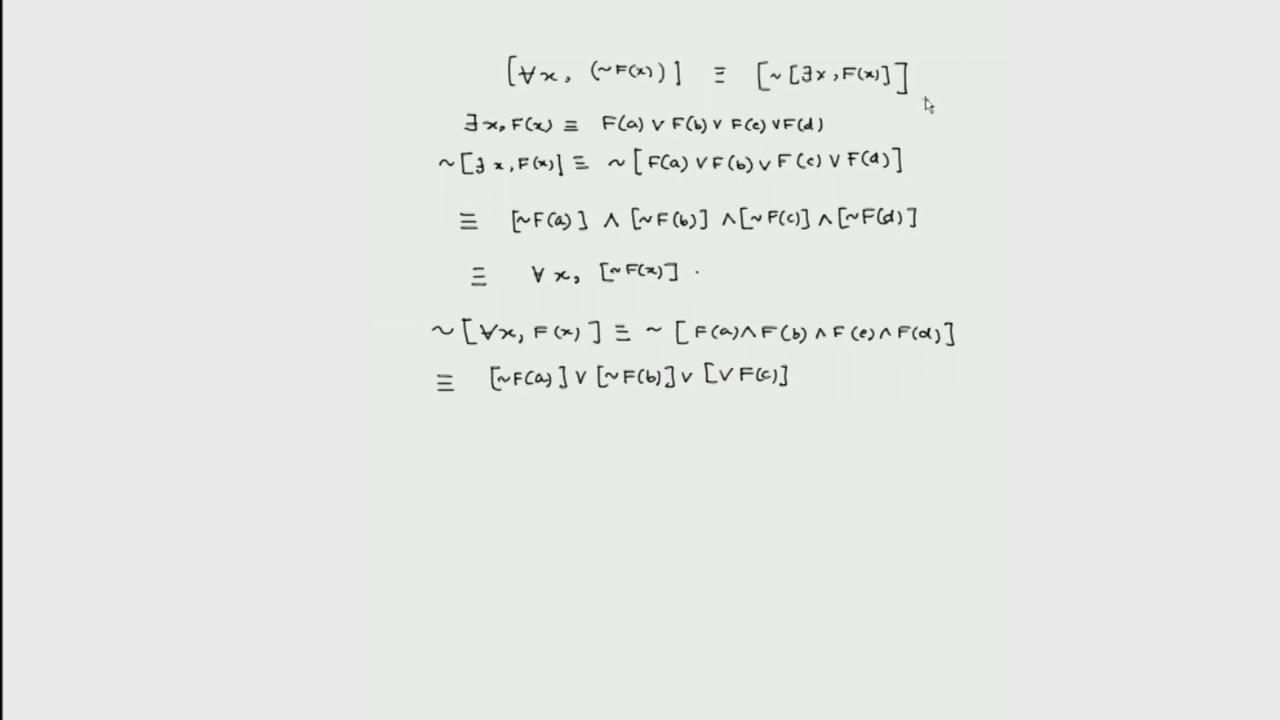 [∀x, (~F(x))] ≡ [~[∃x, F(x)]]
∃x, F(x) ≡ F(a) ∨ F(b) ∨ F(c) ∨ F(d)
~[∃x, F(x)] ≡ ~[F(a) ∨ F(b) ∨ F(c) ∨ F(d)]
≡ [~F(a)] ∧ [~F(b)] ∧ [~F(c)] ∧ [~F(d)]
≡ ∀x, [~F(x)] .
~[∀x, F(x)] ≡ ~[F(a) ∧ F(b) ∧ F(c) ∧ F(d)]
≡ [~F(a)] ∨ [~F(b)] ∨ [∨ F(c)]